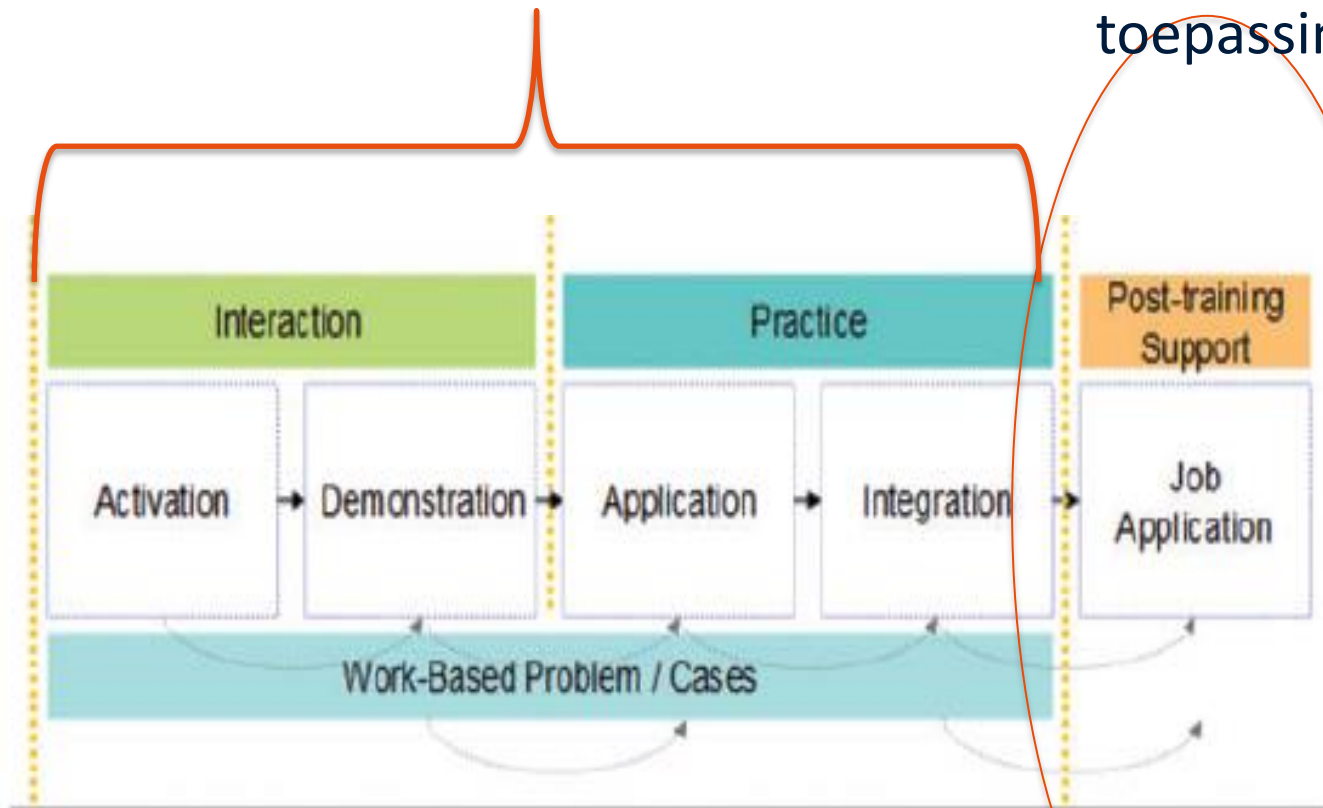 toepassin
Interaction
Practice
Post-training
Support
Activation
Demonstration
Application
Integration
Job
Application
Work-Based Problem / Cases